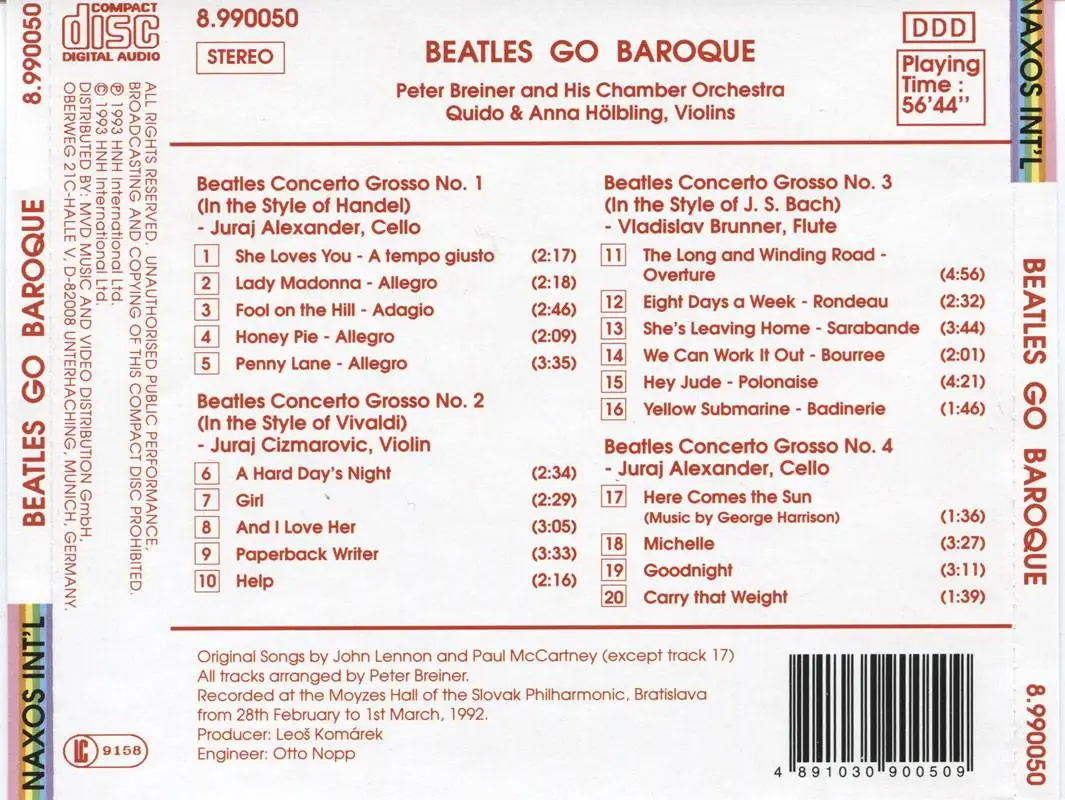 8.990050
COMPACT
disc
DIGITAL AUDIO
ALL RIGHTS RESERVED. UNAUTHORISED PUBLIC PERFORMANCE,
BROADCASTING AND COPYING OF THIS COMPACT DISC PROHIBITED.
℗ 1993 HNH International Ltd.
© 1993 HNH International Ltd.
DISTRIBUTED BY: MVD MUSIC AND VIDEO DISTRIBUTION GmbH,
OBERWEG 21C-HALLE V, D-82008 UNTERHACHING, MUNICH, GERMANY.
BEATLES GO BAROQUE
NAXOS INT'L
8.990050
STEREO
BEATLES GO BAROQUE
Peter Breiner and His Chamber Orchestra
Quido & Anna Hölbling, Violins
DDD
Playing
Time :
56'44''
Beatles Concerto Grosso No. 1
(In the Style of Handel)
- Juraj Alexander, Cello
1 She Loves You - A tempo giusto (2:17)
2 Lady Madonna - Allegro (2:18)
3 Fool on the Hill - Adagio (2:46)
4 Honey Pie - Allegro (2:09)
5 Penny Lane - Allegro (3:35)
Beatles Concerto Grosso No. 2
(In the Style of Vivaldi)
- Juraj Cizmarovic, Violin
6 A Hard Day's Night (2:34)
7 Girl (2:29)
8 And I Love Her (3:05)
9 Paperback Writer (3:33)
10 Help (2:16)
Beatles Concerto Grosso No. 3
(In the Style of J. S. Bach)
- Vladislav Brunner, Flute
11 The Long and Winding Road -
Overture (4:56)
12 Eight Days a Week - Rondeau (2:32)
13 She's Leaving Home - Sarabande (3:44)
14 We Can Work It Out - Bourree (2:01)
15 Hey Jude - Polonaise (4:21)
16 Yellow Submarine - Badinerie (1:46)
Beatles Concerto Grosso No. 4
- Juraj Alexander, Cello
17 Here Comes the Sun
(Music by George Harrison) (1:36)
18 Michelle (3:27)
19 Goodnight (3:11)
20 Carry that Weight (1:39)
Original Songs by John Lennon and Paul McCartney (except track 17)
All tracks arranged by Peter Breiner.
Recorded at the Moyzes Hall of the Slovak Philharmonic, Bratislava
from 28th February to 1st March, 1992.
Producer: Leoš Komárek
Engineer: Otto Nopp
LC 9158
4 891030 900509
NAXOS INT'L
BEATLES GO BAROQUE
8.990050